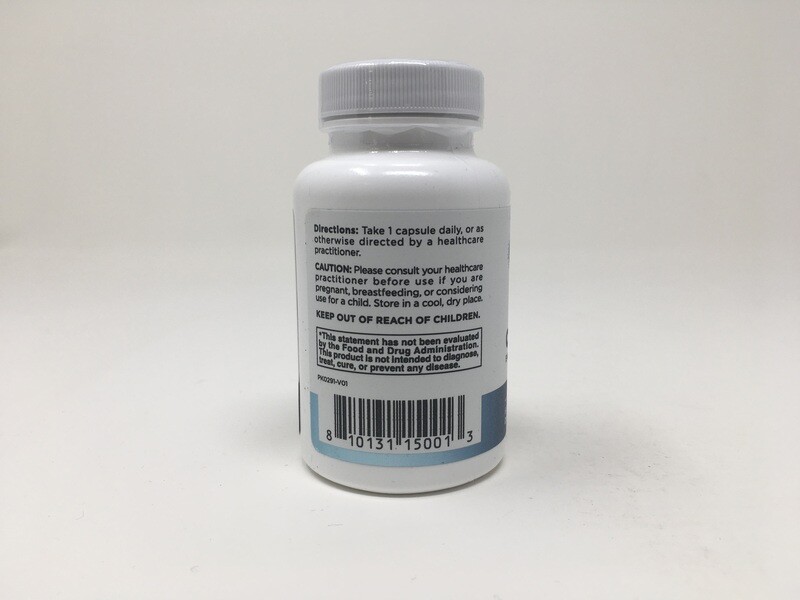 Directions: Take 1 capsule daily, or as
otherwise directed by a healthcare
practitioner.
CAUTION: Please consult your healthcare
practitioner before use if you are
pregnant, breastfeeding, or considering
use for a child. Store in a cool, dry place.
KEEP OUT OF REACH OF CHILDREN.
*This statement has not been evaluated
by the Food and Drug Administration.
This product is not intended to diagnose,
treat, cure, or prevent any disease.
PK0291-V01
8 10131 15001 3